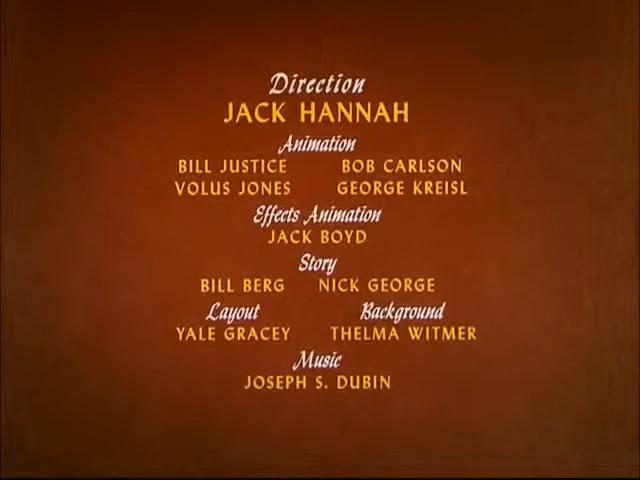 Direction
JACK HANNAH
Animation
BILL JUSTICE BOB CARLSON
VOLUS JONES GEORGE KREISL
Effects Animation
JACK BOYD
Story
BILL BERG NICK GEORGE
Layout Background
YALE GRACEY THELMA WITMER
Music
JOSEPH S. DUBIN